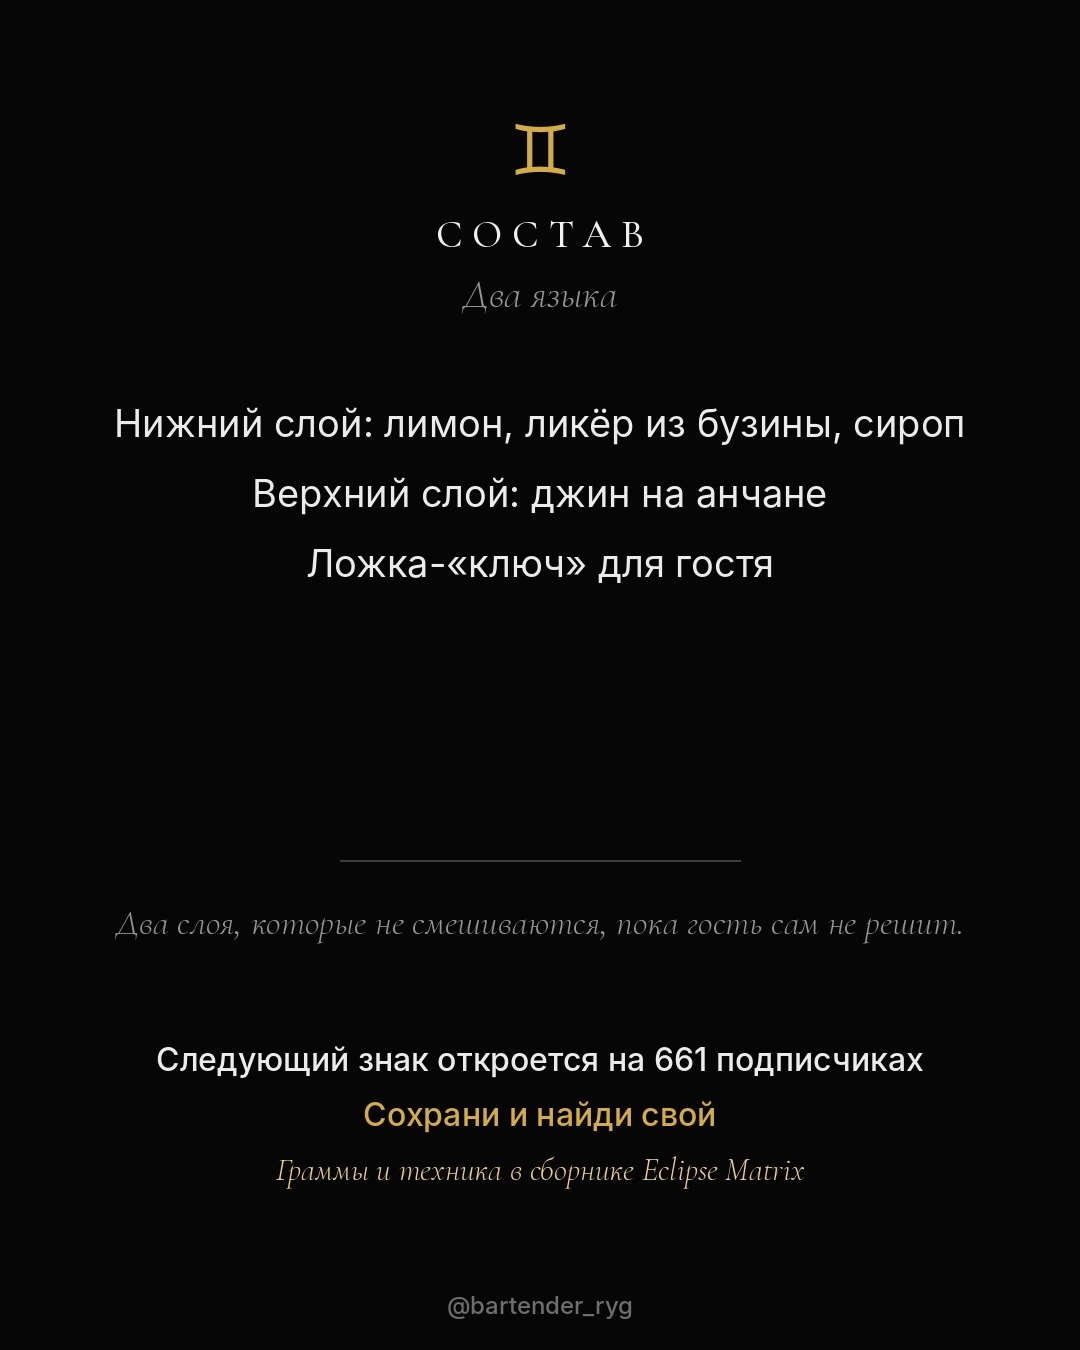 ♊
СОСТАВ
Два языка
Нижний слой: лимон, ликёр из бузины, сироп
Верхний слой: джин на анчане
Ложка-«ключ» для гостя
Два слоя, которые не смешиваются, пока гость сам не решит.
Следующий знак откроется на 661 подписчиках
Сохрани и найди свой
Граммы и техника в сборнике Eclipse Matrix
@bartender_ryg